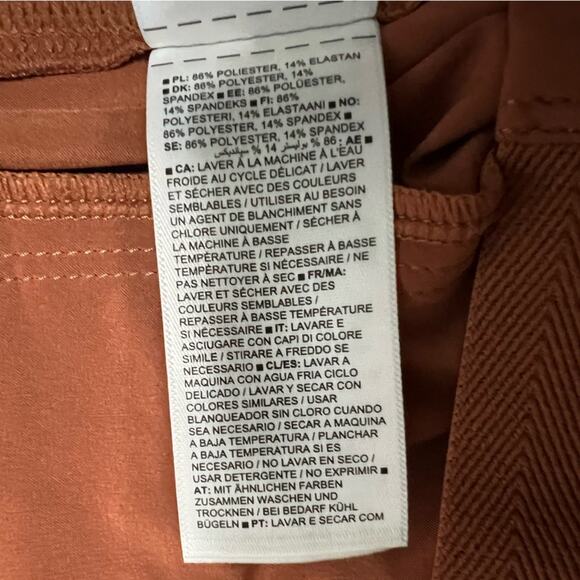 ■ PL: 86% POLIESTER, 14% ELASTAN
■ DK: 86% POLYESTER, 14%
SPANDEX ■ EE: 86% POLÜESTER,
14% SPANDEKS ■ FI: 86%
POLYESTERI, 14% ELASTAANI ■ NO:
86% POLYESTER, 14% SPANDEX ■
SE: 86% POLYESTER, 14% SPANDEX
■ AE: 86 % بوليستر 14 % سباندكس
■ CA: LAVER À LA MACHINE À L'EAU
FROIDE AU CYCLE DÉLICAT / LAVER
ET SÉCHER AVEC DES COULEURS
SEMBLABLES / UTILISER AU BESOIN
UN AGENT DE BLANCHIMENT SANS
CHLORE UNIQUEMENT / SÉCHER À
LA MACHINE À BASSE
TEMPÉRATURE / REPASSER À BASSE
TEMPÉRATURE SI NÉCESSAIRE / NE
PAS NETTOYER À SEC ■ FR/MA:
LAVER ET SÉCHER AVEC DES
COULEURS SEMBLABLES /
REPASSER À BASSE TEMPÉRATURE
SI NÉCESSAIRE ■ IT: LAVARE E
ASCIUGARE CON CAPI DI COLORE
SIMILE / STIRARE A FREDDO SE
NECESSARIO ■ CL/ES: LAVAR A
MAQUINA CON AGUA FRIA CICLO
DELICADO / LAVAR Y SECAR CON
COLORES SIMILARES / USAR
BLANQUEADOR SIN CLORO CUANDO
SEA NECESARIO / SECAR A MAQUINA
A BAJA TEMPERATURA / PLANCHAR
A BAJA TEMPERATURA SI ES
NECESARIO / NO LAVAR EN SECO /
USAR DETERGENTE / NO EXPRIMIR ■
AT: MIT ÄHNLICHEN FARBEN
ZUSAMMEN WASCHEN UND
TROCKNEN / BEI BEDARF KÜHL
BÜGELN ■ PT: LAVAR E SECAR COM